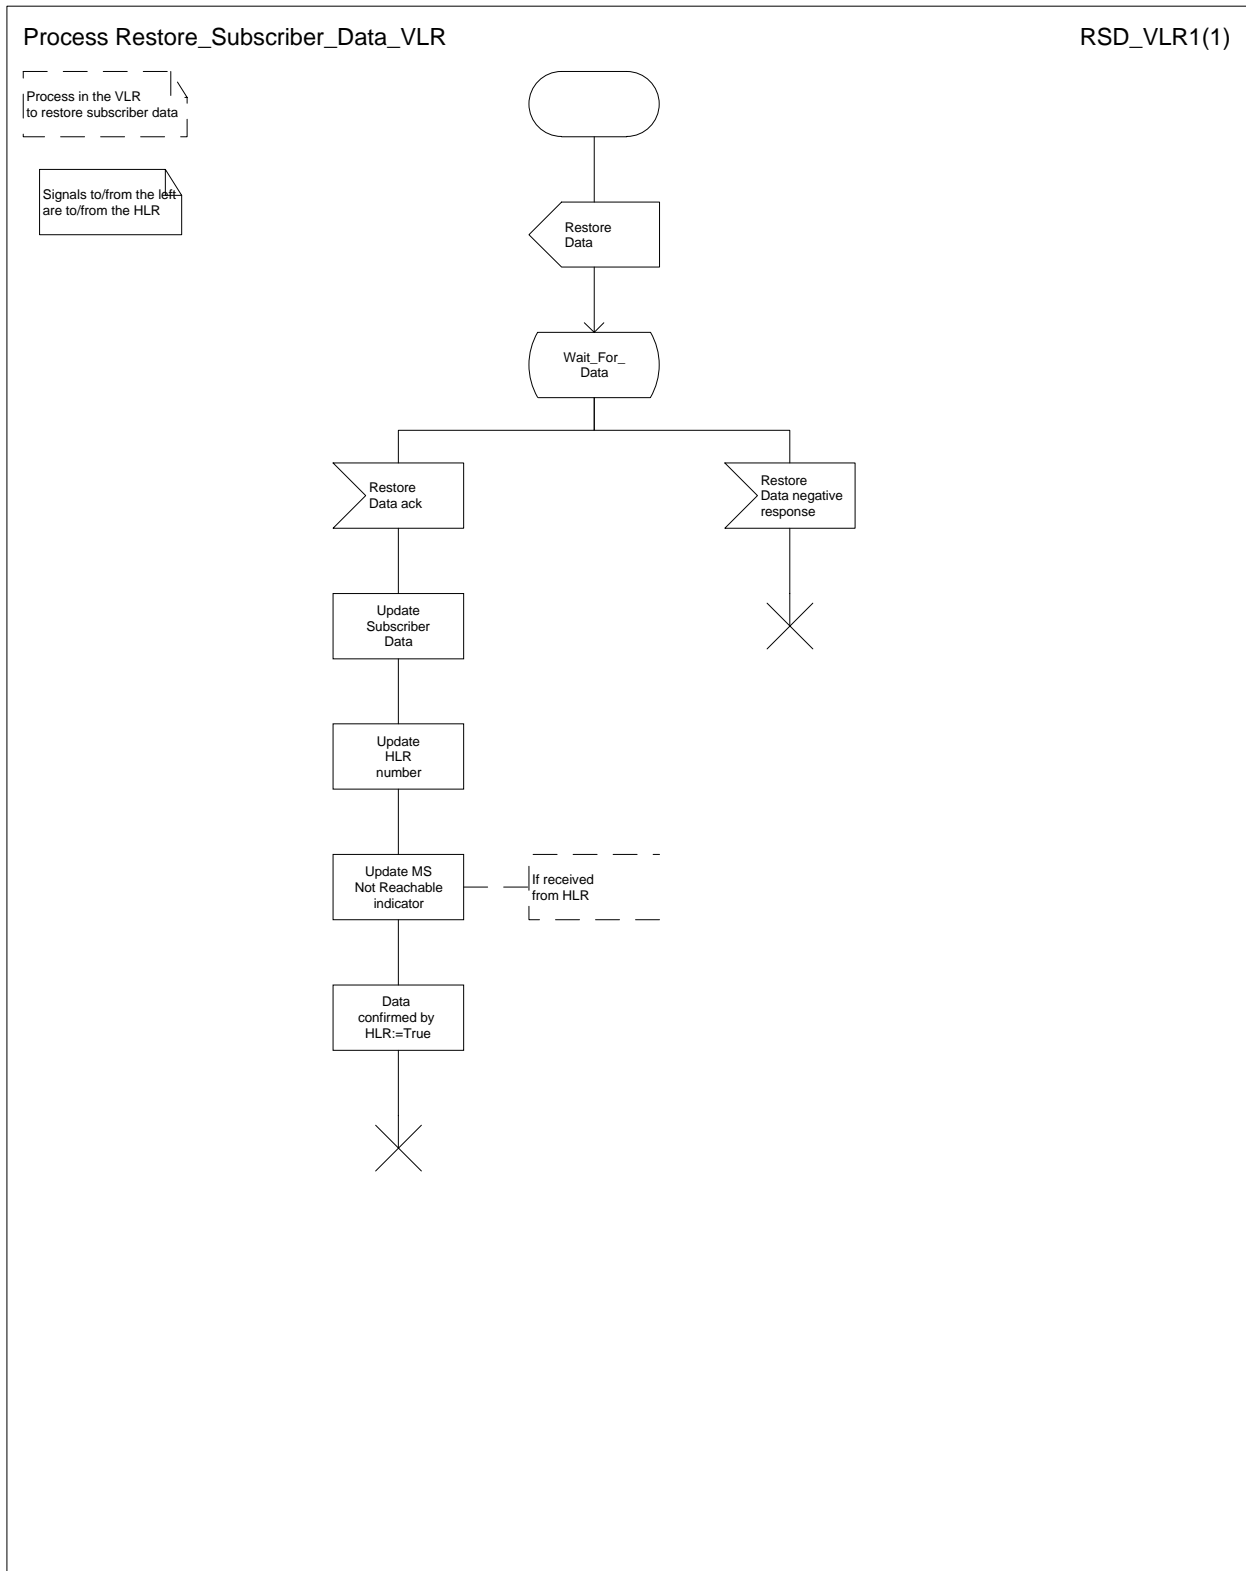 Process Restore_Subscriber_Data_VLR
RSD_VLR1(1)
Process in the VLR
to restore subscriber data
Signals to/from the left
are to/from the HLR
Restore
Data
Wait_For_
Data
Restore
Data ack
Restore
Data negative
response
Update
Subscriber
Data
Update
HLR
number
Update MS
Not Reachable
indicator
If received
from HLR
Data
confirmed by
HLR:=True